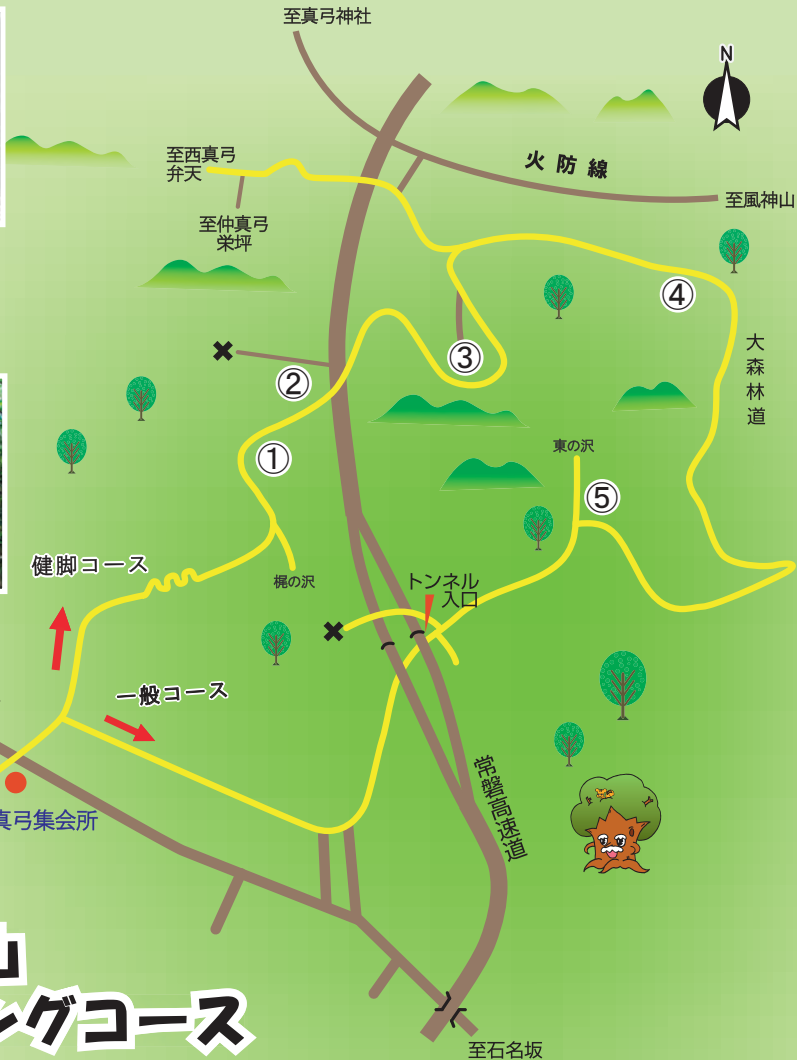 至真弓神社
N
火防線
至西真弓
弁天
至風神山
至仲真弓
栄坪
④
大森林道
③
②
①
東の沢
⑤
健脚コース
梶の沢
トンネル
入口
一般コース
常磐高速道
真弓集会所
山
ングコース
至石名坂